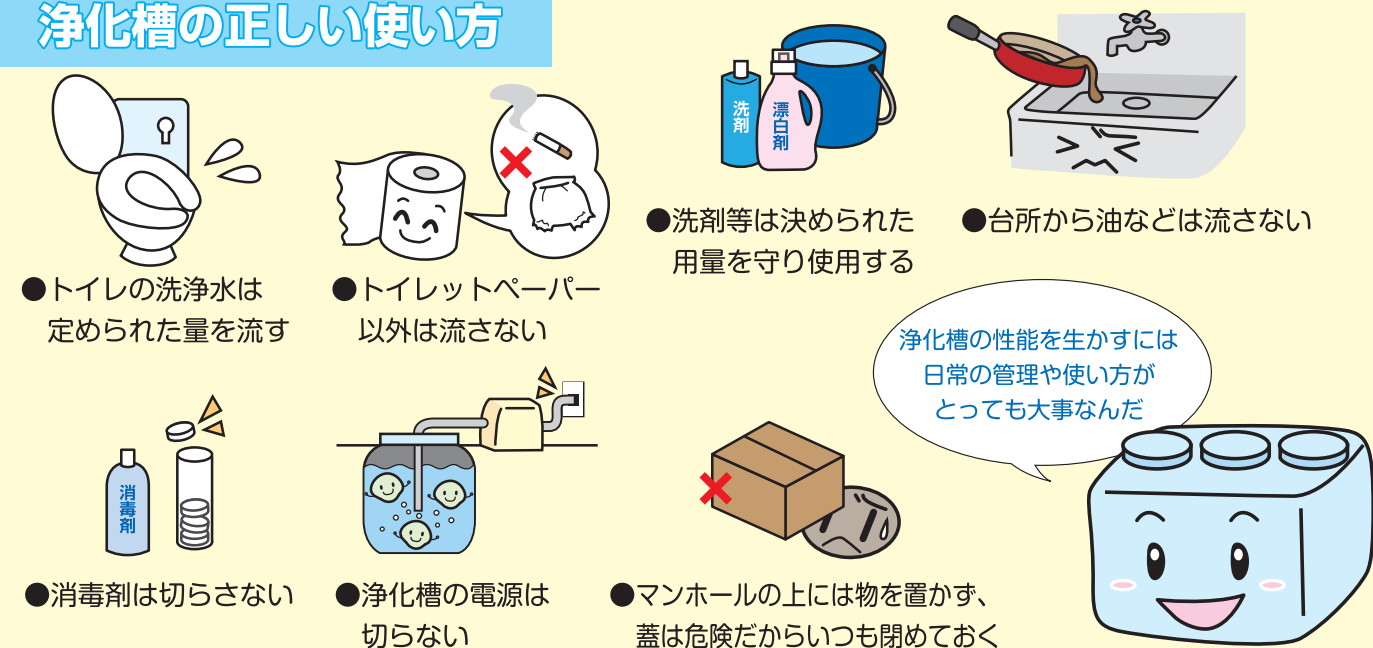 浄化槽の正しい使い方
●トイレの洗浄水は
定められた量を流す
●トイレットペーパー
以外は流さない
洗剤
漂白剤
●洗剤等は決められた
用量を守り使用する
●台所から油などは流さない
消毒剤
●消毒剤は切らさない
●浄化槽の電源は
切らない
●マンホールの上には物を置かず、
蓋は危険だからいつも閉めておく
浄化槽の性能を生かすには
日常の管理や使い方が
とっても大事なんだ